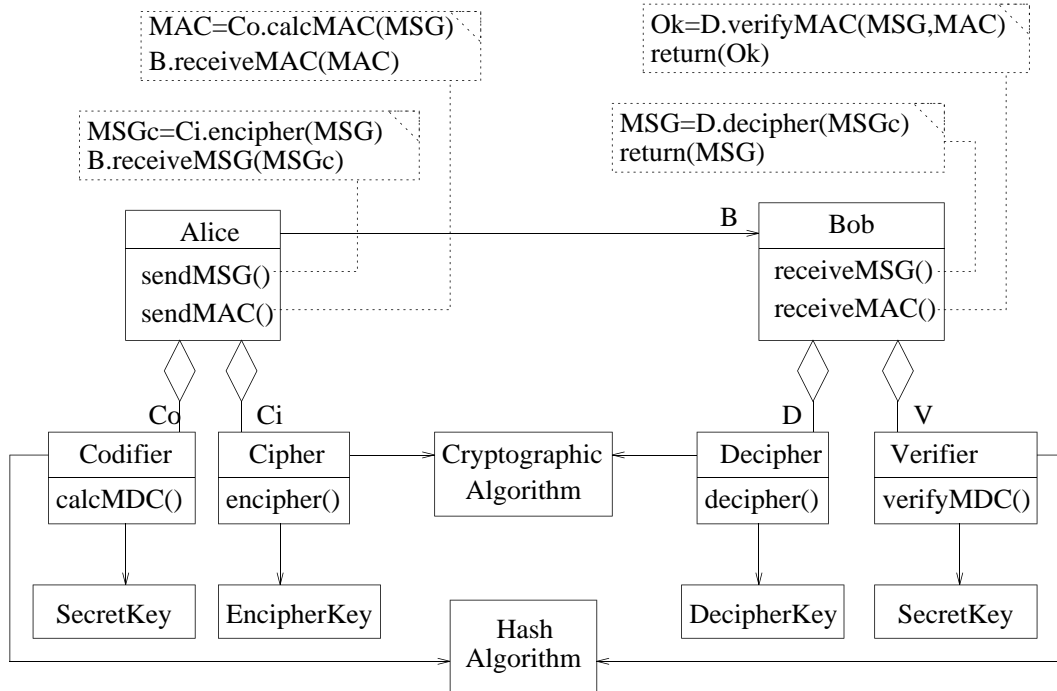 MAC=Co.calcMAC(MSG)
B.receiveMAC(MAC)
Ok=D.verifyMAC(MSG,MAC)
return(Ok)
MSGc=Ci.encipher(MSG)
B.receiveMSG(MSGc)
MSG=D.decipher(MSGc)
return(MSG)
Alice
sendMSG()
sendMAC()
B
Bob
receiveMSG()
receiveMAC()
Co
Ci
D
V
Codifier
calcMDC()
Cipher
encipher()
Cryptographic
Algorithm
Decipher
decipher()
Verifier
verifyMDC()
SecretKey
EncipherKey
Hash
Algorithm
DecipherKey
SecretKey